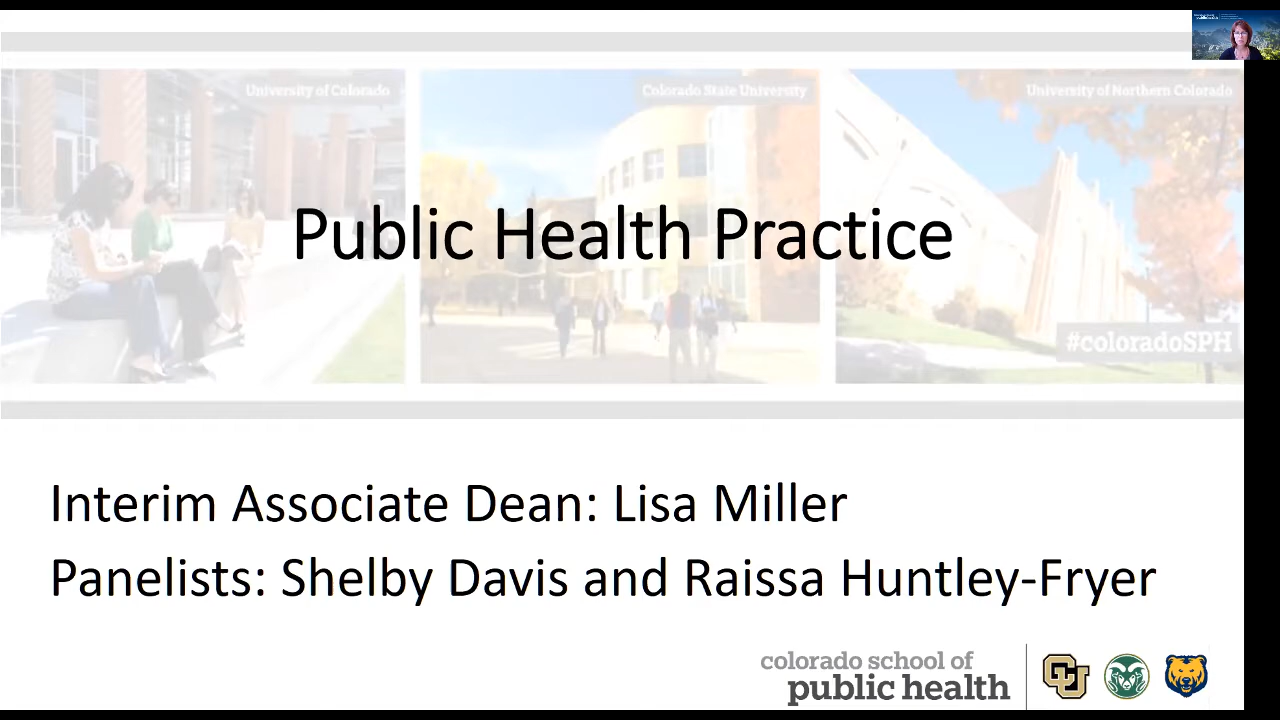 University of Colorado
Colorado State University
University of Northern Colorado
Public Health Practice
#coloradoSPH
Interim Associate Dean: Lisa Miller
Panelists: Shelby Davis and Raissa Huntley-Fryer
colorado school of
public health
CU